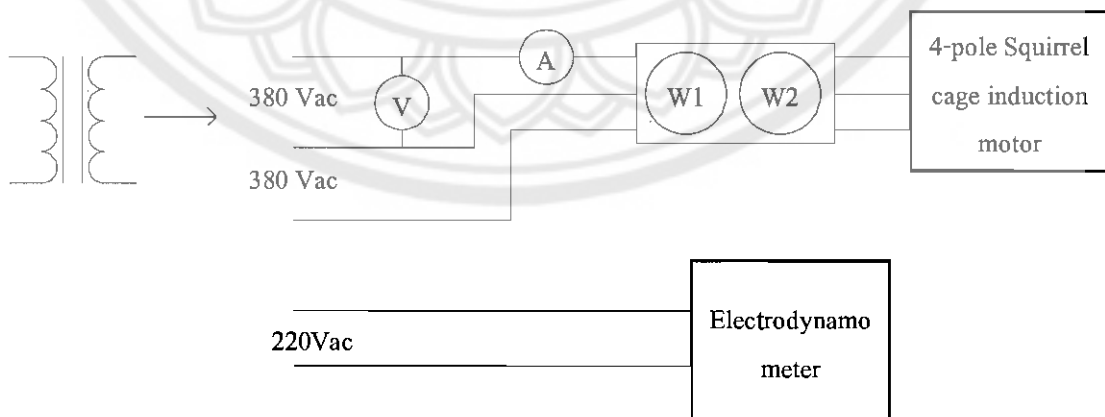 380 Vac
V
380 Vac
A
W1
W2
4-pole Squirrel
cage induction
motor
220Vac
Electrodynamo
meter